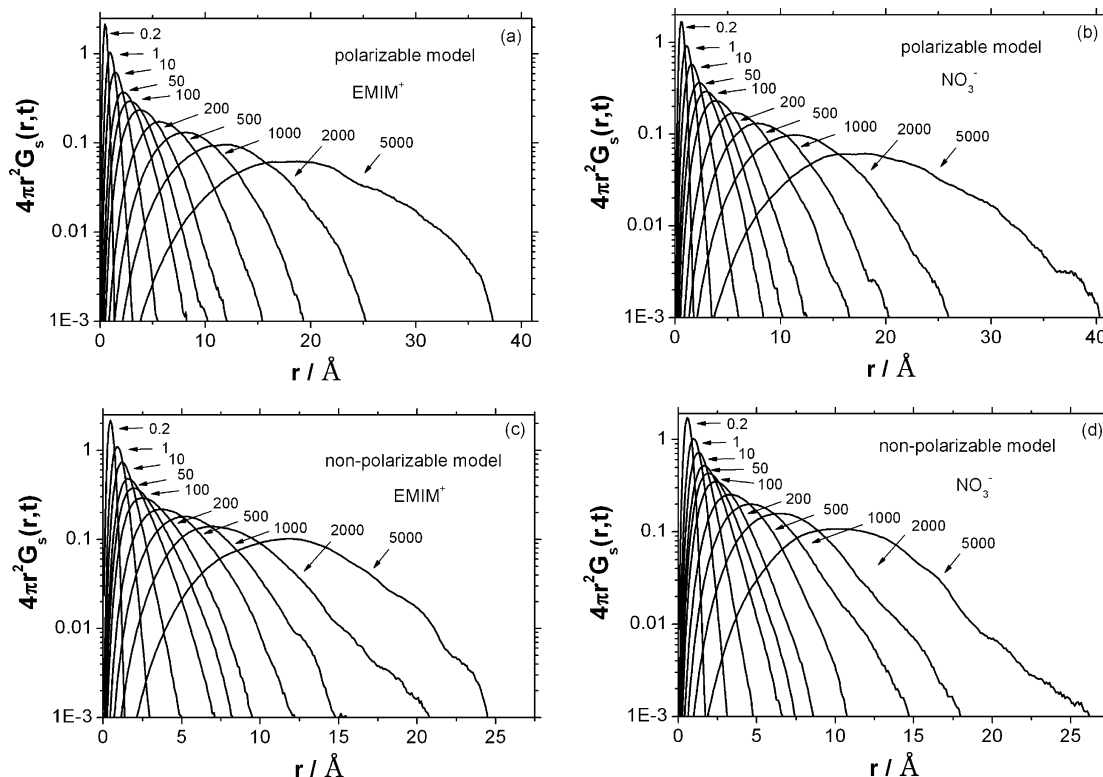 (a)
polarizable model
EMIM⁺
0.2
1
10
50
100
200
500
1000
2000
5000
1
0.1
0.01
1E-3
4πr²Gₛ(r,t)
0 10 20 30 40
r / Å
(b)
polarizable model
NO₃⁻
0.2
1
10
50
100
200
500
1000
2000
5000
1
0.1
0.01
1E-3
4πr²Gₛ(r,t)
0 10 20 30 40
r / Å
(c)
non-polarizable model
EMIM⁺
0.2
1
10
50
100
200
500
1000
2000
5000
1
0.1
0.01
1E-3
4πr²Gₛ(r,t)
0 5 10 15 20 25
r / Å
(d)
non-polarizable model
NO₃⁻
0.2
1
10
50
100
200
500
1000
2000
5000
1
0.1
0.01
1E-3
4πr²Gₛ(r,t)
0 5 10 15 20 25
r / Å